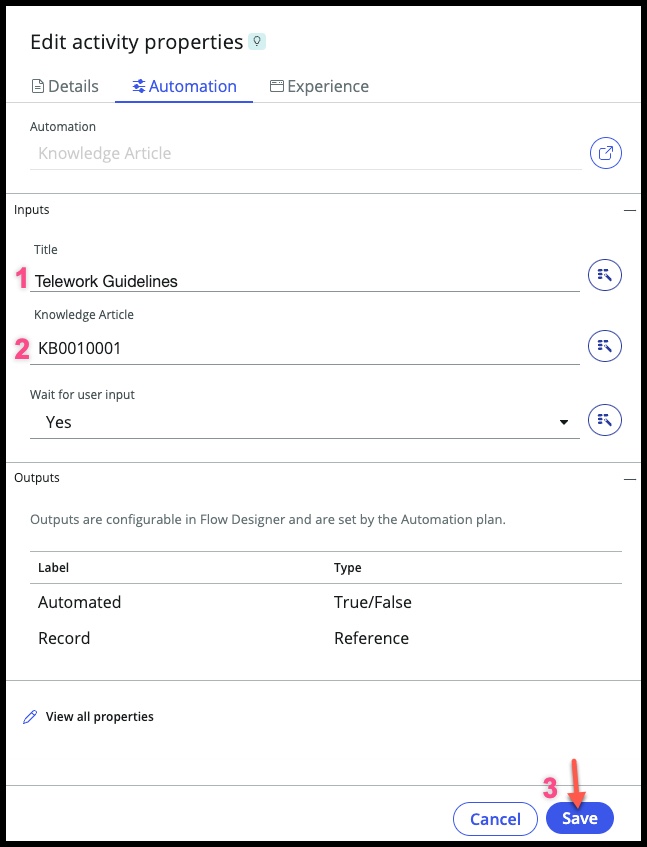 Edit activity properties
Details Automation Experience
Automation
Knowledge Article
Inputs
Title
1 Telework Guidelines
Knowledge Article
2 KB0010001
Wait for user input
Yes
Outputs
Outputs are configurable in Flow Designer and are set by the Automation plan.
Label Type
Automated True/False
Record Reference
View all properties
3
Cancel Save